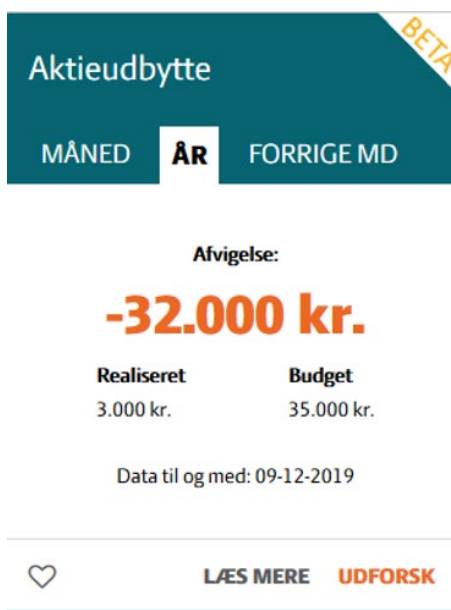 BETA
Aktieudbytte
MÅNED ÅR FORRIGE MD
Afvigelse:
-32.000 kr.
Realiseret Budget
3.000 kr. 35.000 kr.
Data til og med: 09-12-2019
LÆS MERE UDFORSK